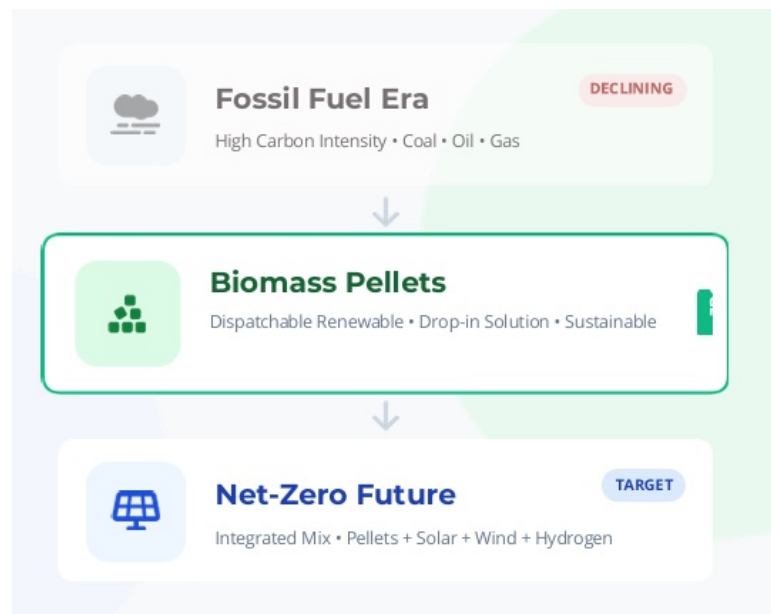 Fossil Fuel Era
DECLINING
High Carbon Intensity • Coal • Oil • Gas
Biomass Pellets
Dispatchable Renewable • Drop-in Solution • Sustainable
Net-Zero Future
TARGET
Integrated Mix • Pellets + Solar + Wind + Hydrogen